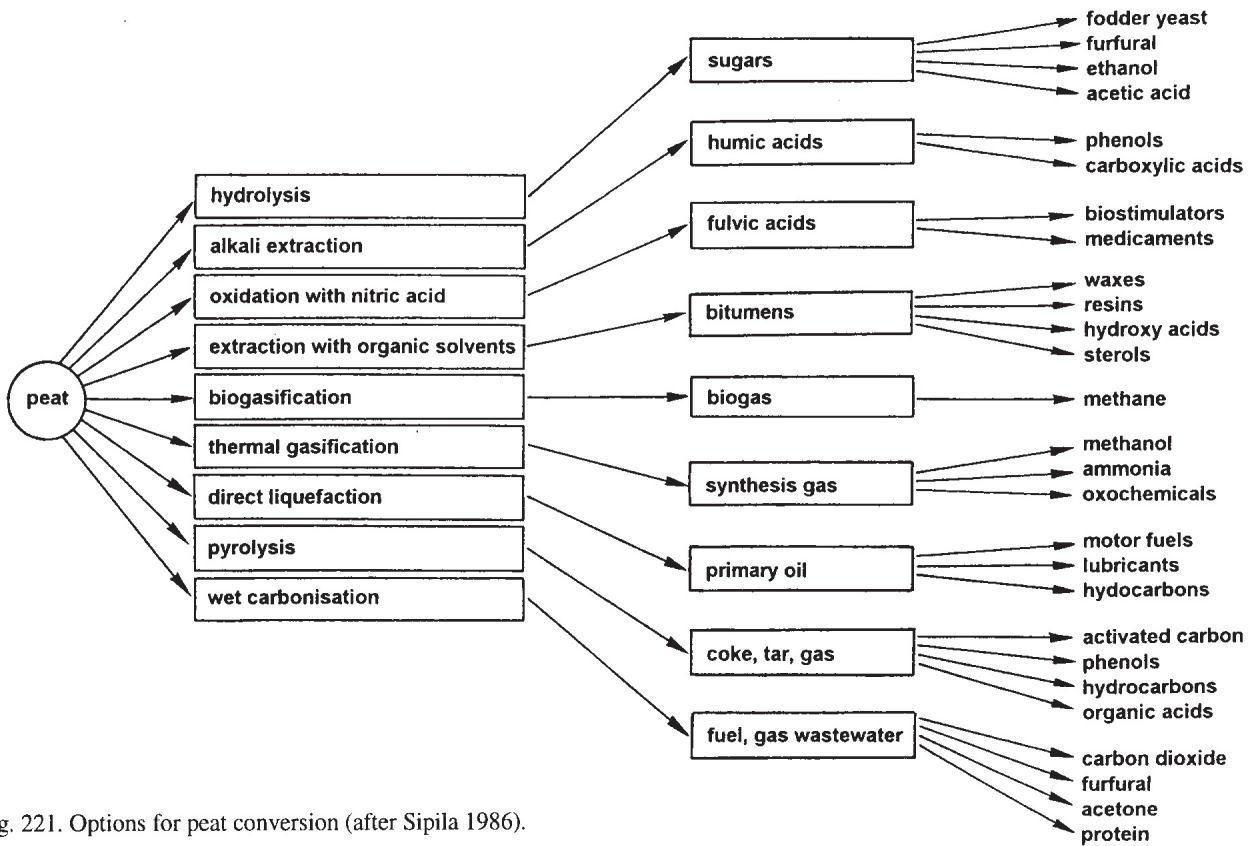 peat
hydrolysis
alkali extraction
oxidation with nitric acid
extraction with organic solvents
biogasification
thermal gasification
direct liquefaction
pyrolysis
wet carbonisation
sugars
humic acids
fulvic acids
bitumens
biogas
synthesis gas
primary oil
coke, tar, gas
fuel, gas wastewater
fodder yeast
furfural
ethanol
acetic acid
phenols
carboxylic acids
biostimulators
medicaments
waxes
resins
hydroxy acids
sterols
methane
methanol
ammonia
oxochemicals
motor fuels
lubricants
hydocarbons
activated carbon
phenols
hydrocarbons
organic acids
carbon dioxide
furfural
acetone
protein
g. 221. Options for peat conversion (after Sipila 1986).